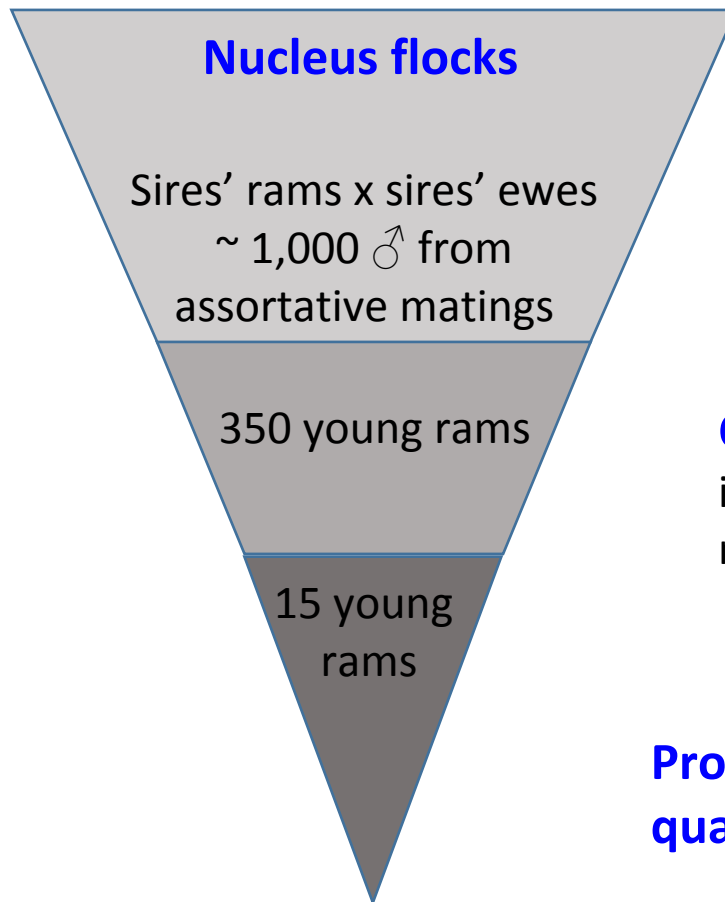 Nucleus flocks
Sires’ rams x sires’ ewes
~ 1,000 ♂ from
assortative matings
350 young rams
15 young
rams